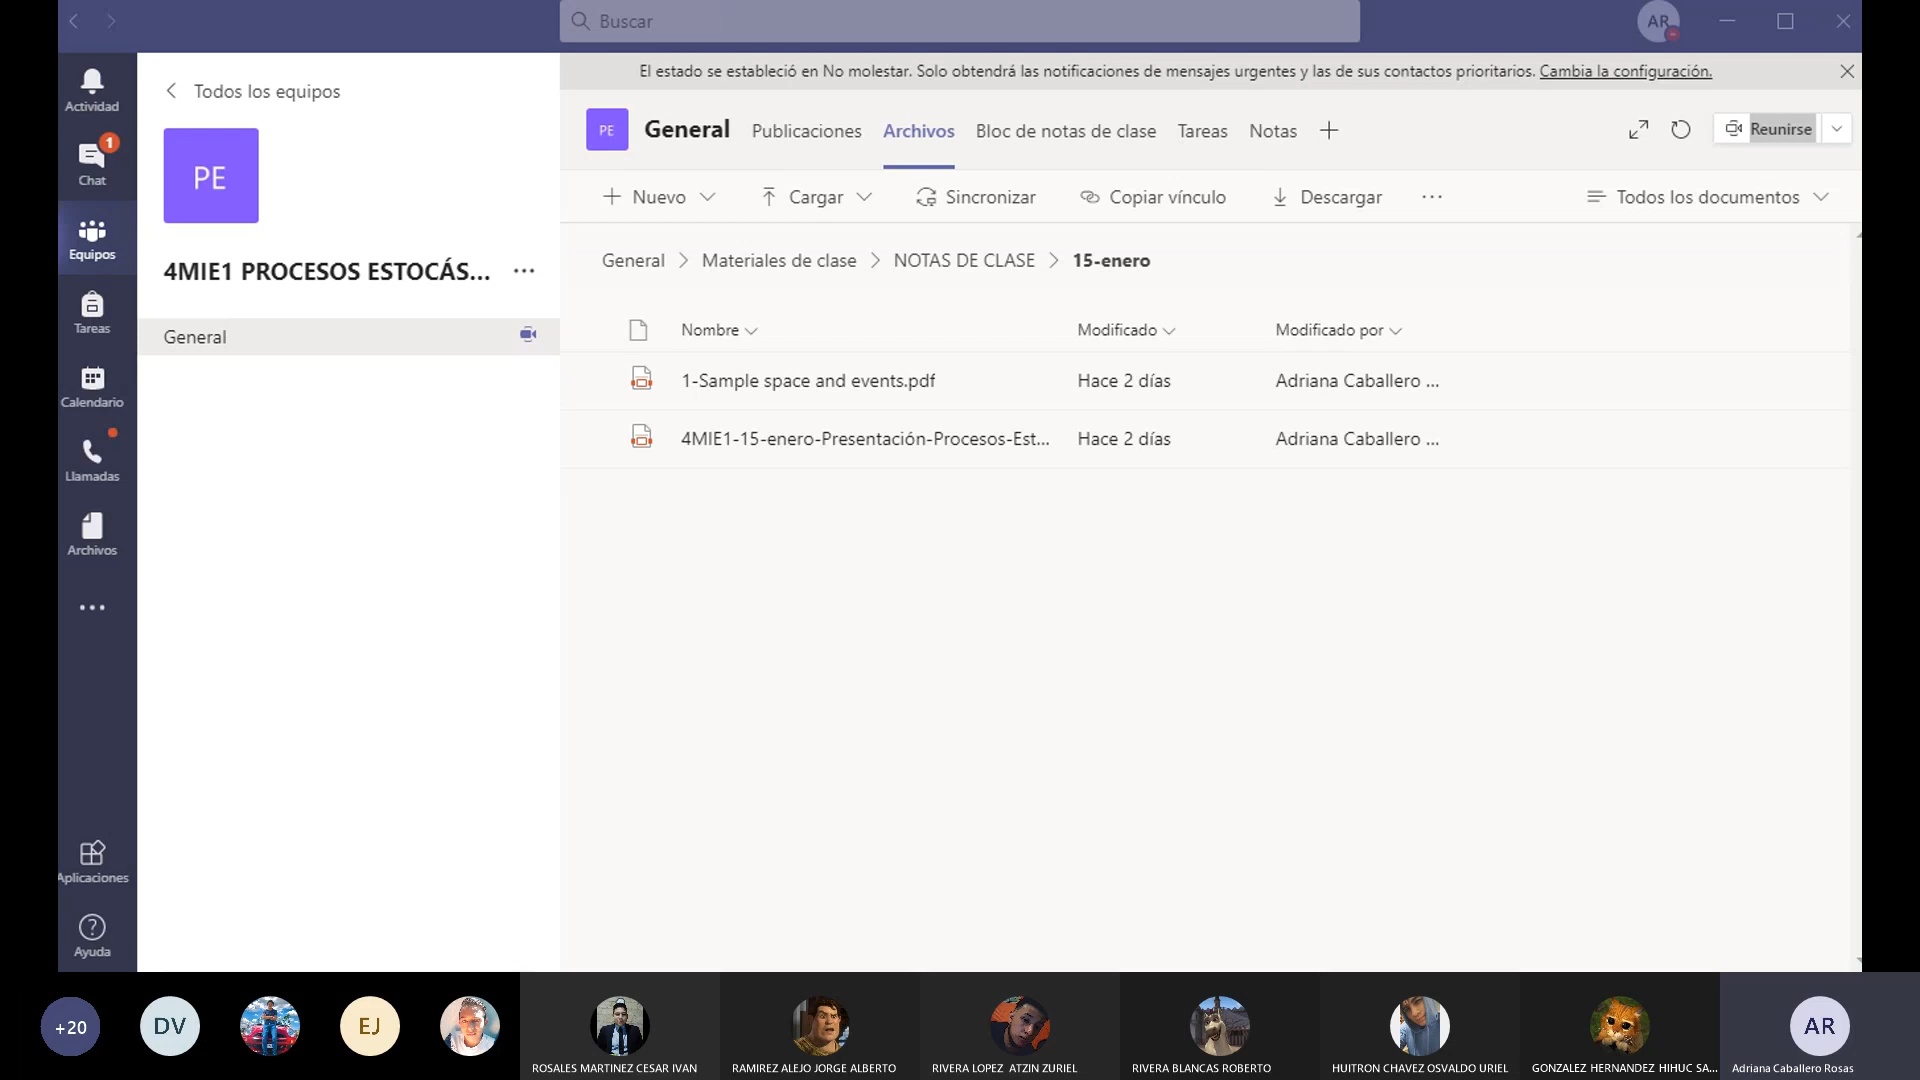 Buscar
AR
El estado se estableció en No molestar. Solo obtendrá las notificaciones de mensajes urgentes y las de sus contactos prioritarios. Cambia la configuración.
Actividad
1
Chat
Equipos
Tareas
Calendario
Llamadas
Archivos
Aplicaciones
Ayuda
Todos los equipos
PE
4MIE1 PROCESOS ESTOCÁS...
General
PE
General Publicaciones Archivos Bloc de notas de clase Tareas Notas
Reunirse
Nuevo Cargar Sincronizar Copiar vínculo Descargar Todos los documentos
General > Materiales de clase > NOTAS DE CLASE > 15-enero
Nombre Modificado Modificado por
1-Sample space and events.pdf Hace 2 días Adriana Caballero ...
4MIE1-15-enero-Presentación-Procesos-Est... Hace 2 días Adriana Caballero ...
+20
DV
EJ
AR
ROSALES MARTINEZ CESAR IVAN
RAMIREZ ALEJO JORGE ALBERTO
RIVERA LOPEZ ATZIN ZURIEL
RIVERA BLANCAS ROBERTO
HUITRON CHAVEZ OSVALDO URIEL
GONZALEZ HERNANDEZ HIHUC SA...
Adriana Caballero Rosas